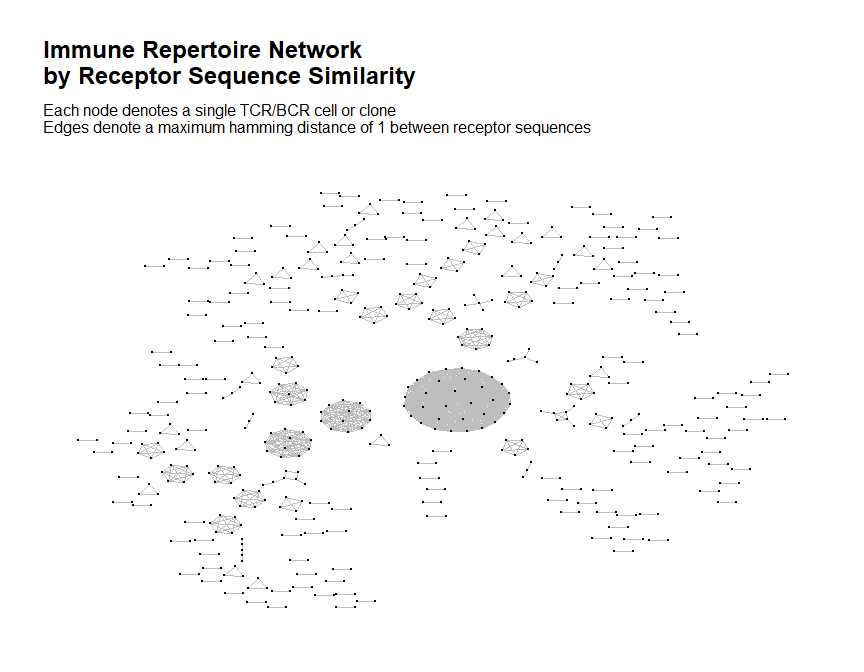 Immune Repertoire Network
by Receptor Sequence Similarity
Each node denotes a single TCR/BCR cell or clone
Edges denote a maximum hamming distance of 1 between receptor sequences